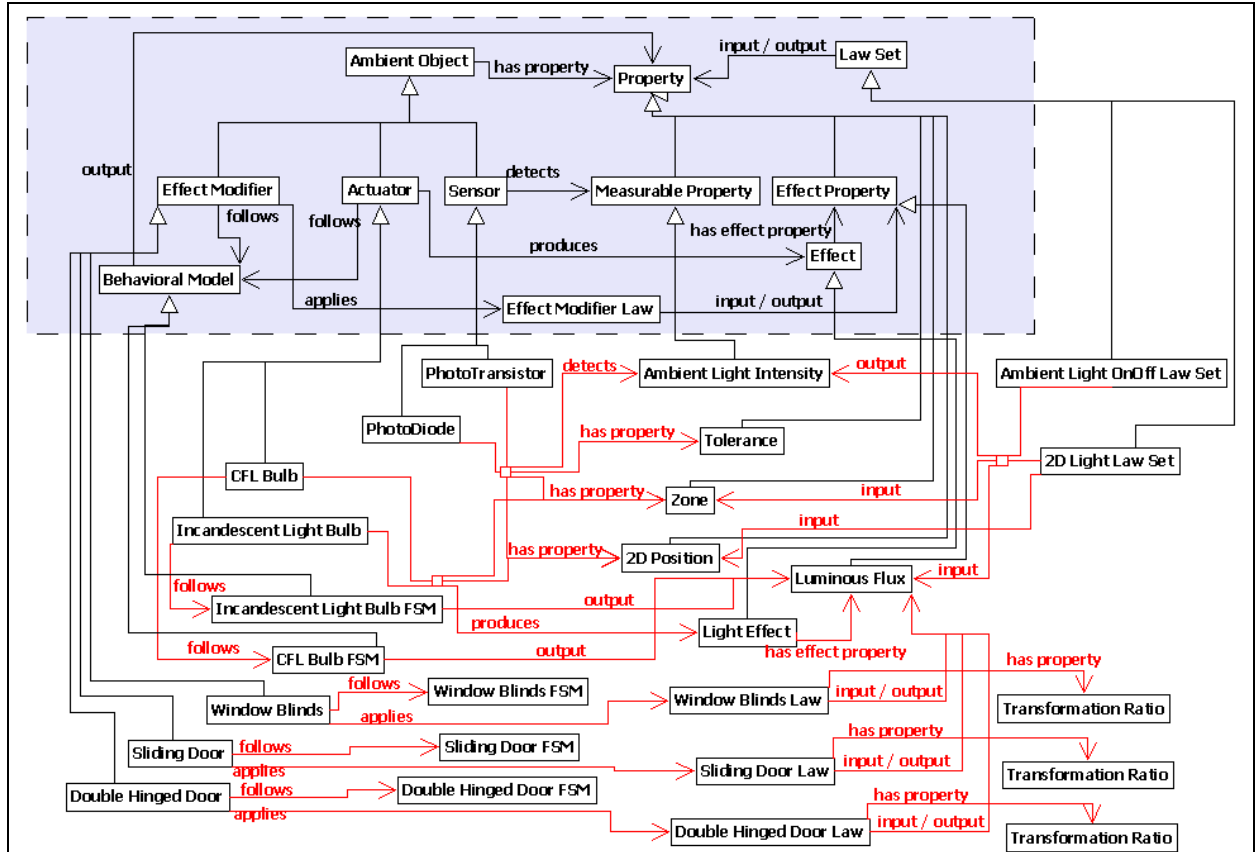 input / output
Ambient Object
Law Set
has property
Property
output
detects
Effect Modifier
Actuator
Sensor
Measurable Property
Effect Property
follows
follows
has effect property
produces
Effect
Behavioral Model
applies
Effect Modifier Law
input / output
PhotoTransistor
detects
Ambient Light Intensity
output
Ambient Light OnOff Law Set
PhotoDiode
has property
Tolerance
2D Light Law Set
CFL Bulb
has property
Zone
input
Incandescent Light Bulb
input
has property
2D Position
Luminous Flux
input
follows
Incandescent Light Bulb FSM
output
produces
Light Effect
has effect property
follows
CFL Bulb FSM
output
has property
Window Blinds
follows
Window Blinds FSM
applies
Window Blinds Law
input / output
Transformation Ratio
has property
Sliding Door
follows
Sliding Door FSM
applies
Sliding Door Law
input / output
Transformation Ratio
has property
Double Hinged Door
follows
Double Hinged Door FSM
applies
Double Hinged Door Law
input / output
Transformation Ratio